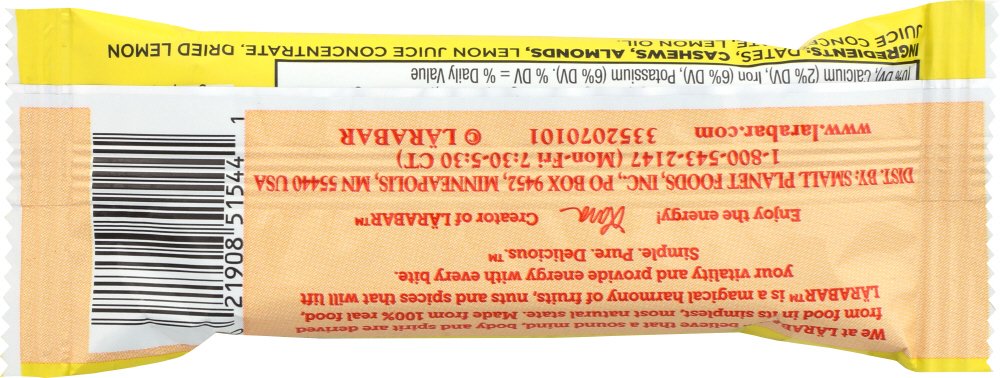 We at LÄRABAR believe that a sound mind, body and spirit are derived
from food in its simplest, most natural state. Made from 100% real food,
LÄRABAR™ is a magical harmony of fruits, nuts and spices that will lift
your vitality and provide energy with every bite.
Simple. Pure. Delicious.™
Enjoy the energy! Lara Creator of LÄRABAR™
DIST. BY: SMALL PLANET FOODS, INC., PO BOX 9452, MINNEAPOLIS, MN 55440 USA
1-800-543-2147 (Mon-Fri 7:30-5:30 CT)
www.larabar.com 3352070101 © LÄRABAR
21908 51544 1
(10% DV), Calcium (2% DV), Iron (6% DV), Potassium (6% DV). % DV = % Daily Value
INGREDIENTS: DATES, CASHEWS, ALMONDS, LEMON JUICE CONCENTRATE, DRIED LEMON
JUICE CONCENTRATE, LEMON OIL.